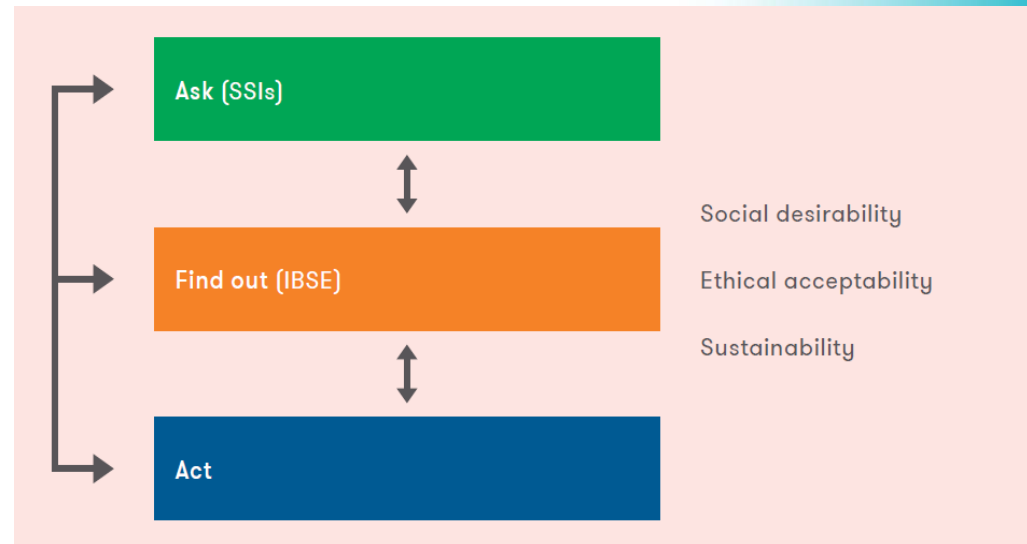 Ask (SSIs)
Find out (IBSE)
Act
Social desirability
Ethical acceptability
Sustainability